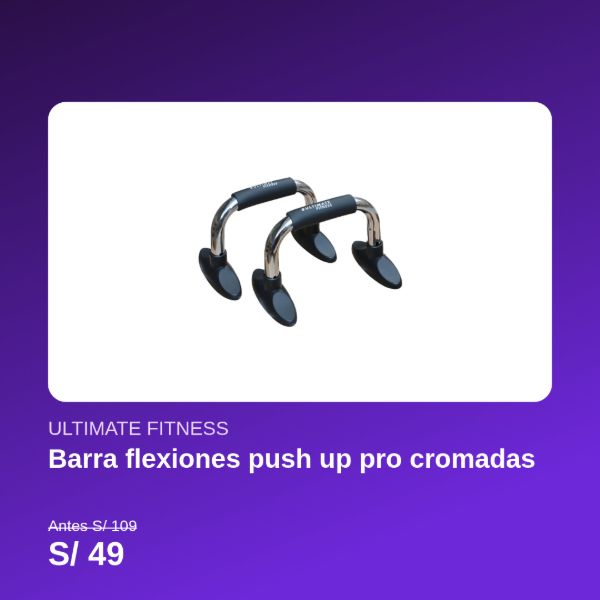 ULTIMATE FITNESS
Barra flexiones push up pro cromadas
Antes S/ 109
S/ 49